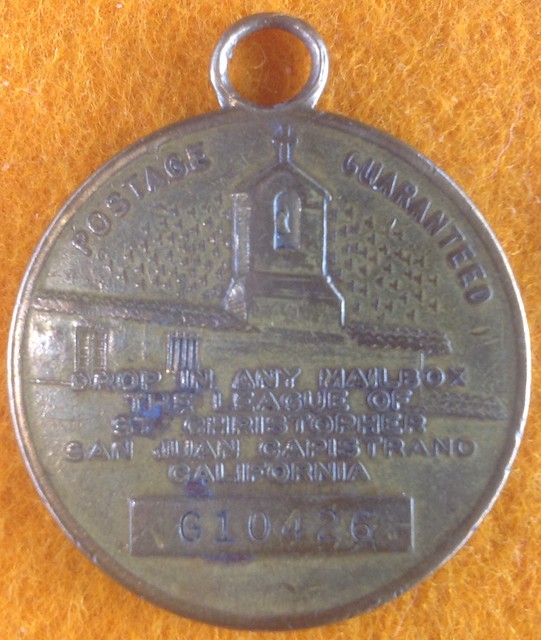 POSTAGE GUARANTEED
DROP IN ANY MAILBOX
THE LEAGUE OF
ST. CHRISTOPHER
SAN JUAN CAPISTRANO
CALIFORNIA
G10426